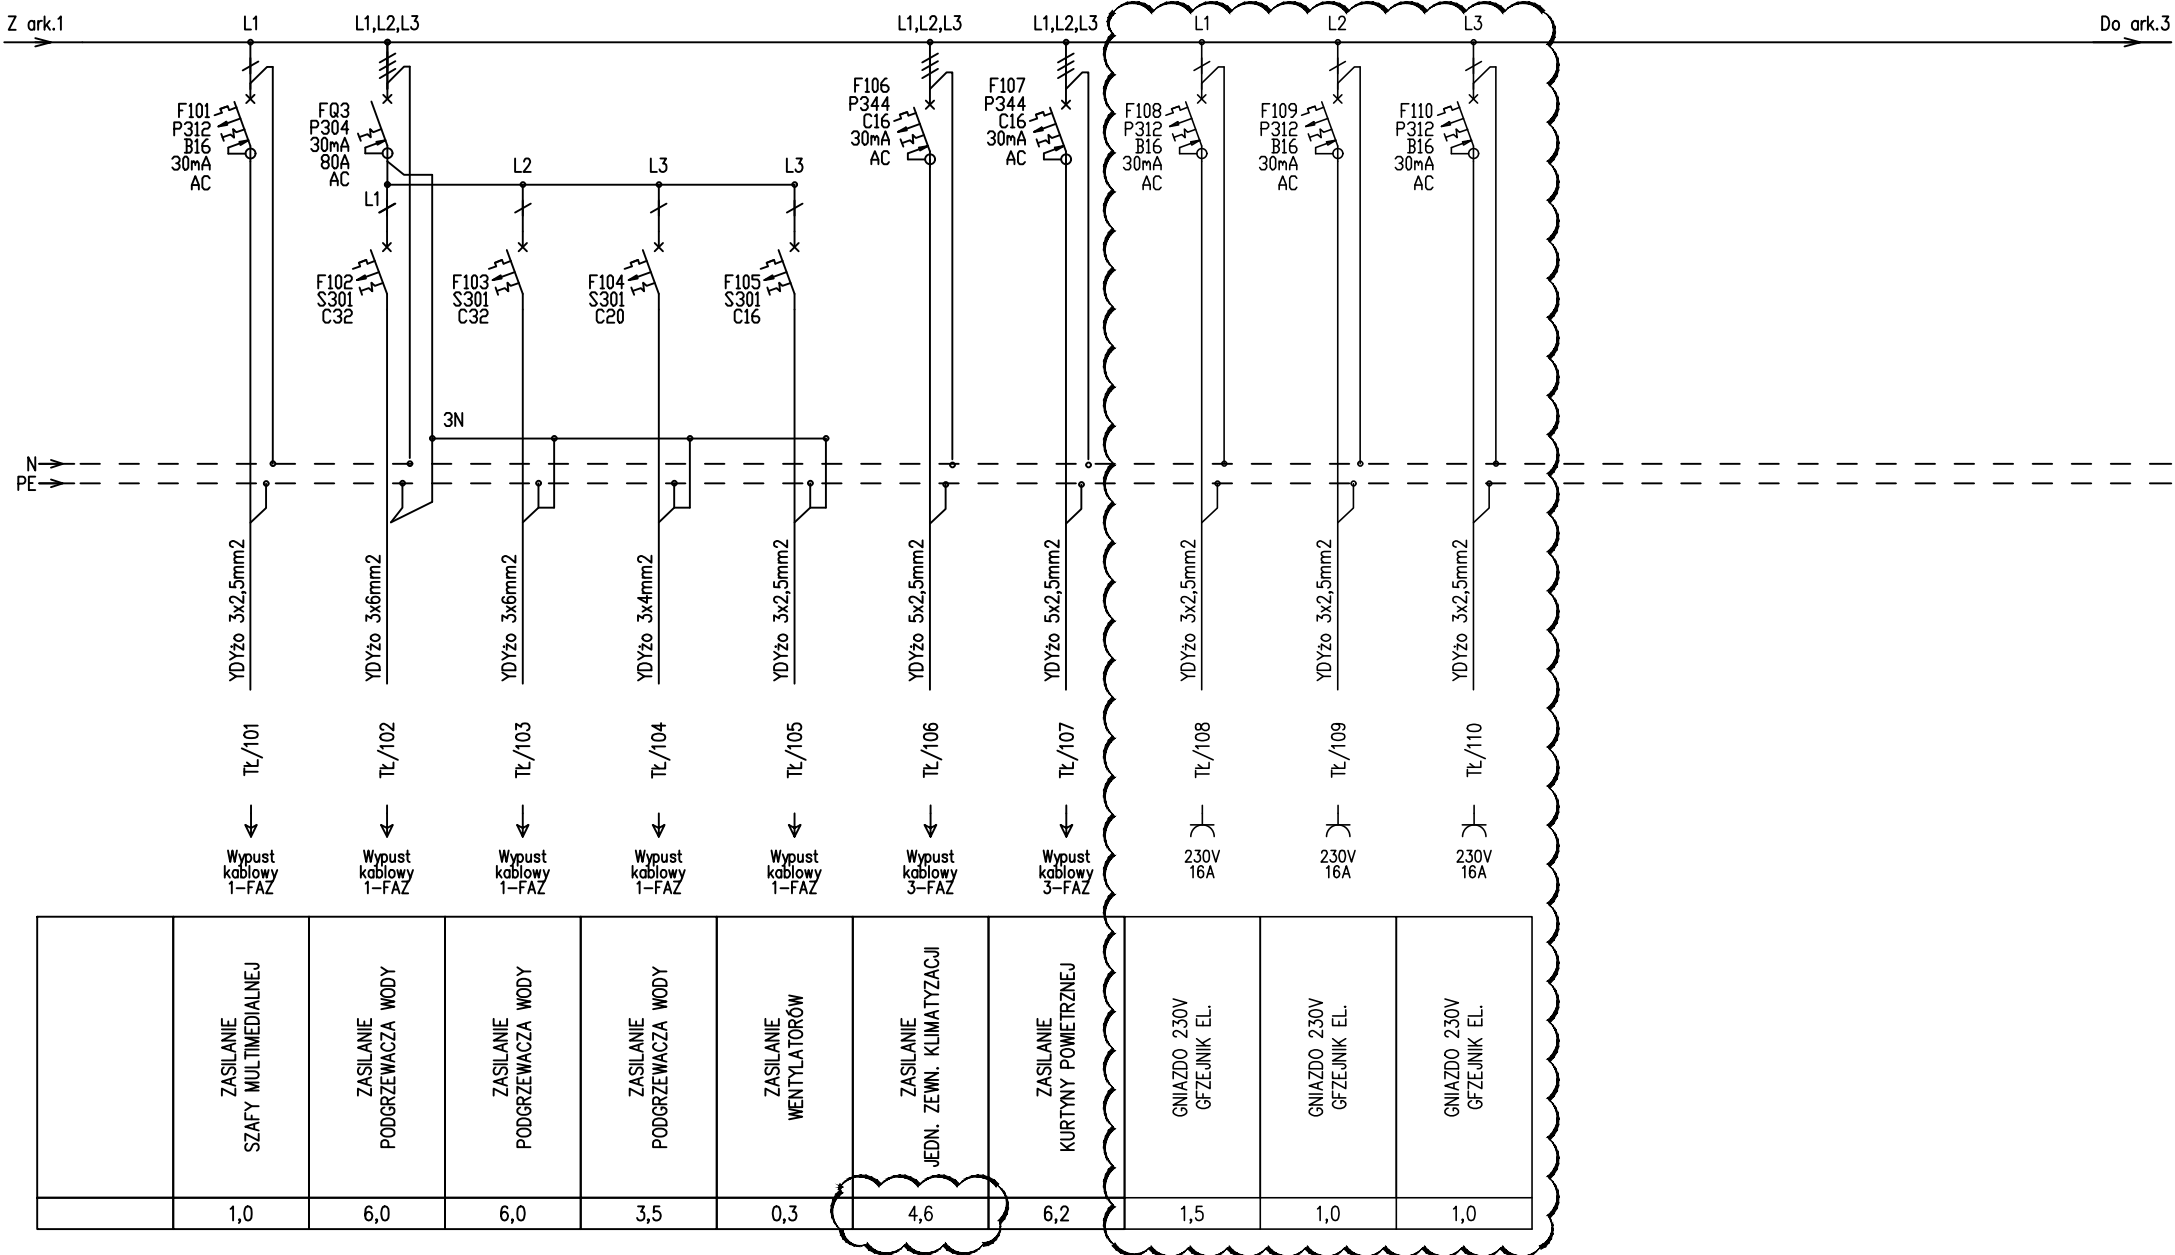 Z ark.1
L1
L1,L2,L3
L1,L2,L3
L1,L2,L3
L1
L2
L3
Do ark.3
F101
P312
B16
30mA
AC
FQ3
P304
30mA
80A
AC
F106
P344
C16
30mA
AC
F107
P344
C16
30mA
AC
F108
P312
B16
30mA
AC
F109
P312
B16
30mA
AC
F110
P312
B16
30mA
AC
L1
L2
L3
L3
F102
S301
C32
F103
S301
C32
F104
S301
C20
F105
S301
C16
3N
N
PE
YDYżo 3x2,5mm2
YDYżo 3x6mm2
YDYżo 3x6mm2
YDYżo 3x4mm2
YDYżo 3x2,5mm2
YDYżo 5x2,5mm2
YDYżo 5x2,5mm2
YDYżo 3x2,5mm2
YDYżo 3x2,5mm2
YDYżo 3x2,5mm2
TŁ/101
TŁ/102
TŁ/103
TŁ/104
TŁ/105
TŁ/106
TŁ/107
TŁ/108
TŁ/109
TŁ/110
Wypust
kablowy
1-FAZ
Wypust
kablowy
1-FAZ
Wypust
kablowy
1-FAZ
Wypust
kablowy
1-FAZ
Wypust
kablowy
1-FAZ
Wypust
kablowy
3-FAZ
Wypust
kablowy
3-FAZ
230V
16A
230V
16A
230V
16A
ZASILANIE
SZAFY MULTIMEDIALNEJ
ZASILANIE
PODGRZEWACZA WODY
ZASILANIE
PODGRZEWACZA WODY
ZASILANIE
PODGRZEWACZA WODY
ZASILANIE
WENTYLATORÓW
ZASILANIE
JEDN. ZEWN. KLIMATYZACJI
ZASILANIE
KURTYNY POWIETRZNEJ
GNIAZDO 230V
GFZEJNIK EL.
GNIAZDO 230V
GFZEJNIK EL.
GNIAZDO 230V
GFZEJNIK EL.
1,0
6,0
6,0
3,5
0,3
4,6
6,2
1,5
1,0
1,0